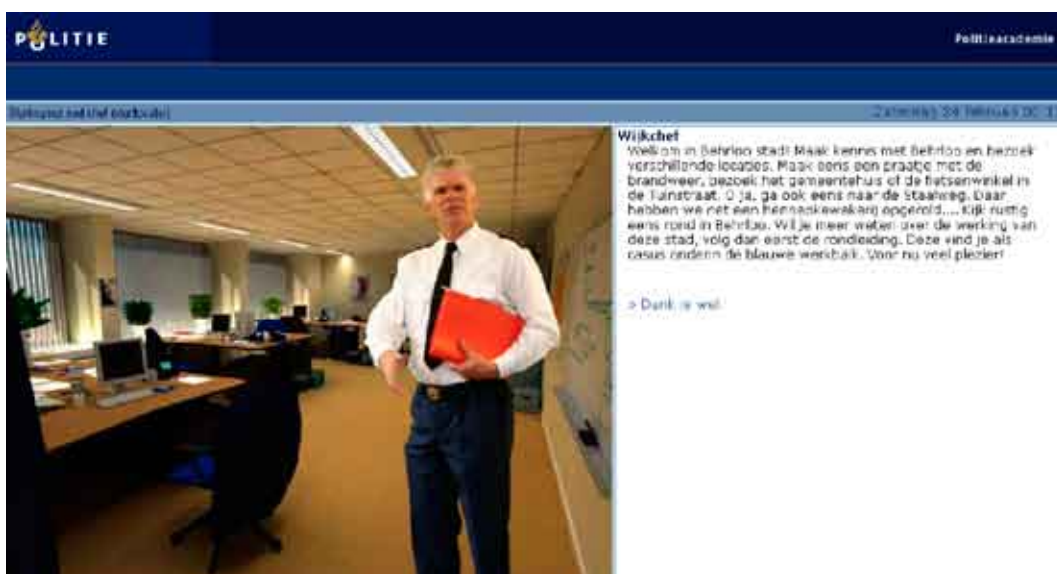 POLITIE
Politieacademie
Zaterdag
Wijkchef
Welkom in Behrloo stad! Maak kennis met Behrloo en bezoek
verschillende locaties. Maak eens een praatje met de
brandweer, bezoek het gemeentehuis of de fietsenwinkel in
de Tuinstraat. O ja, ga ook eens naar de Staalweg. Daar
hebben we net een hennepkwekerij opgerold.... Kijk rustig
eens rond in Behrloo. Wil je meer weten over de werking van
deze stad, volg dan eerst de rondleiding. Deze vind je als
casus onderin de blauwe werkbalk. Voor nu veel plezier!
> Dank je wel